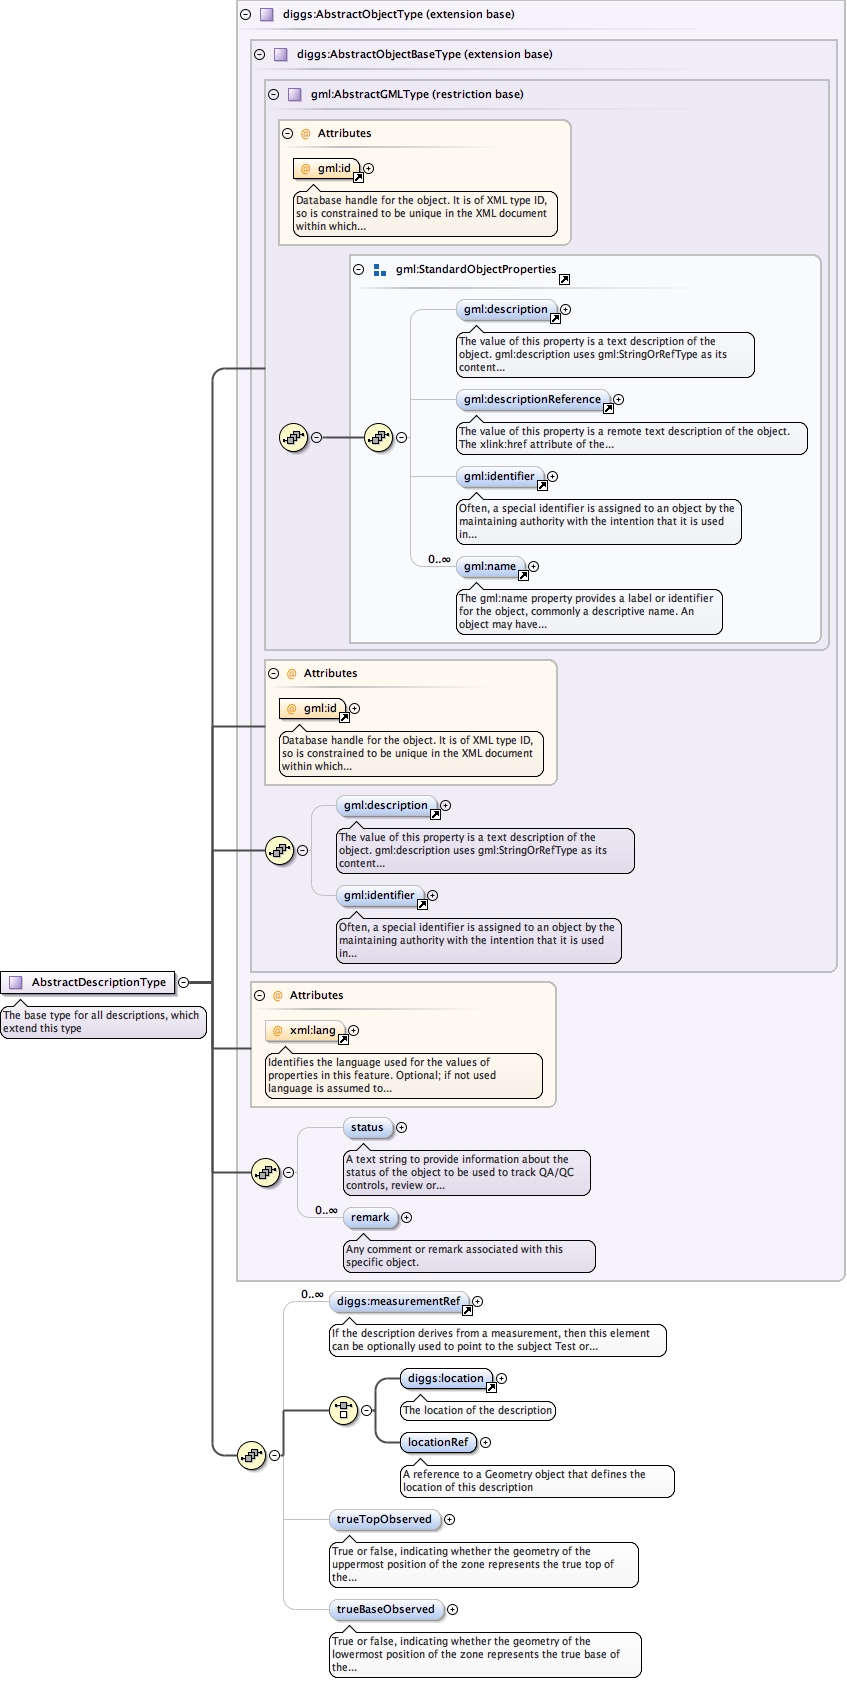 diggs:AbstractObjectType (extension base)
diggs:AbstractObjectBaseType (extension base)
gml:AbstractGMLType (restriction base)
@ Attributes
@ gml:id
Database handle for the object. It is of XML type ID,
so is constrained to be unique in the XML document
within which...
gml:StandardObjectProperties
gml:description
The value of this property is a text description of the
object. gml:description uses gml:StringOrRefType as its
content...
gml:descriptionReference
The value of this property is a remote text description of the object.
The xlink:href attribute of the...
gml:identifier
Often, a special identifier is assigned to an object by the
maintaining authority with the intention that it is used
in...
0..∞
gml:name
The gml:name property provides a label or identifier
for the object, commonly a descriptive name. An
object may have...
@ Attributes
@ gml:id
Database handle for the object. It is of XML type ID,
so is constrained to be unique in the XML document
within which...
gml:description
The value of this property is a text description of the
object. gml:description uses gml:StringOrRefType as its
content...
gml:identifier
Often, a special identifier is assigned to an object by the
maintaining authority with the intention that it is used
in...
AbstractDescriptionType
The base type for all descriptions, which
extend this type
@ Attributes
@ xml:lang
Identifies the language used for the values of
properties in this feature. Optional; if not used
language is assumed to...
status
A text string to provide information about the
status of the object to be used to track QA/QC
controls, review or...
0..∞
remark
Any comment or remark associated with this
specific object.
0..∞
diggs:measurementRef
If the description derives from a measurement, then this element
can be optionally used to point to the subject Test or...
diggs:location
The location of the description
locationRef
A reference to a Geometry object that defines the
location of this description
trueTopObserved
True or false, indicating whether the geometry of the
uppermost position of the zone represents the true top of
the...
trueBaseObserved
True or false, indicating whether the geometry of the
lowermost position of the zone represents the true base of
the...